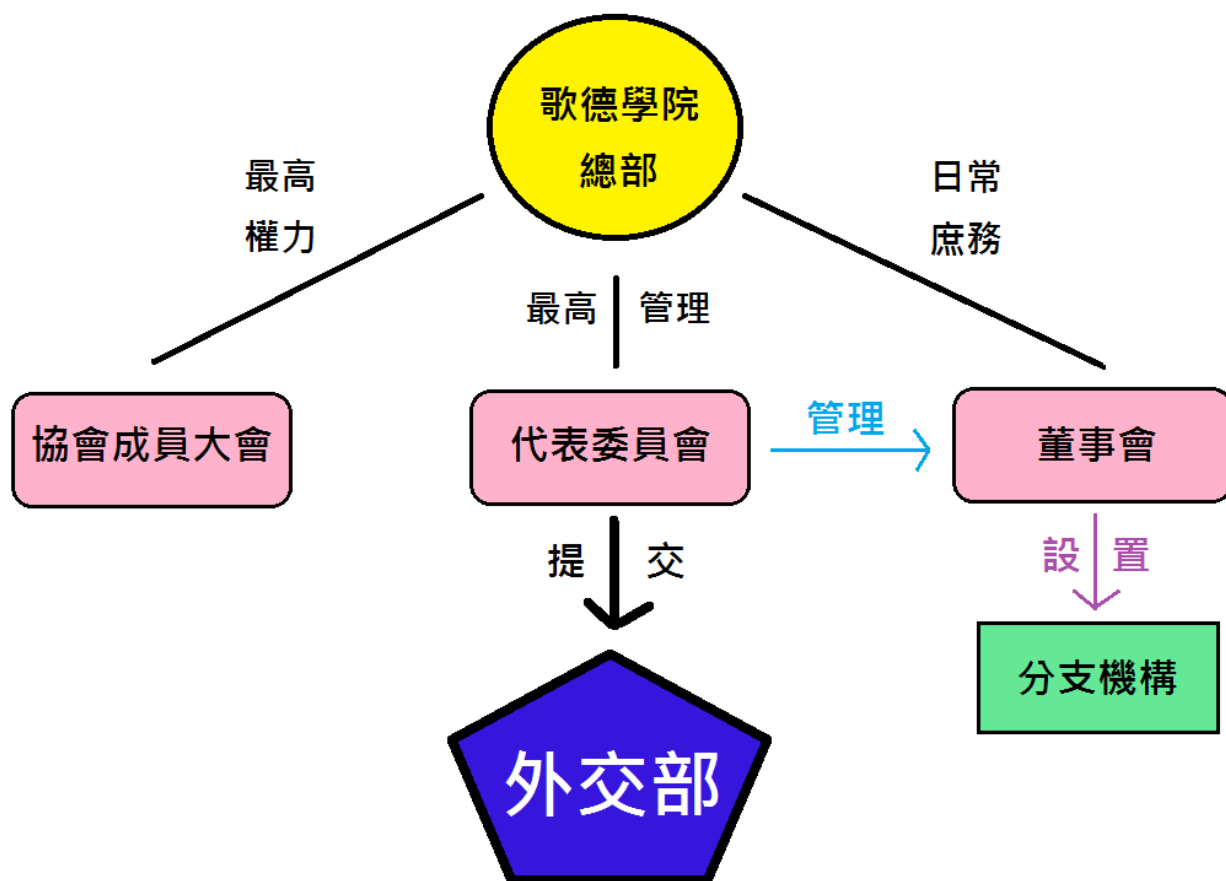 歌德學院
總部
最高
權力
日常
庶務
最高 管理
協會成員大會
代表委員會
管理
董事會
提 交
設 置
分支機構
外交部